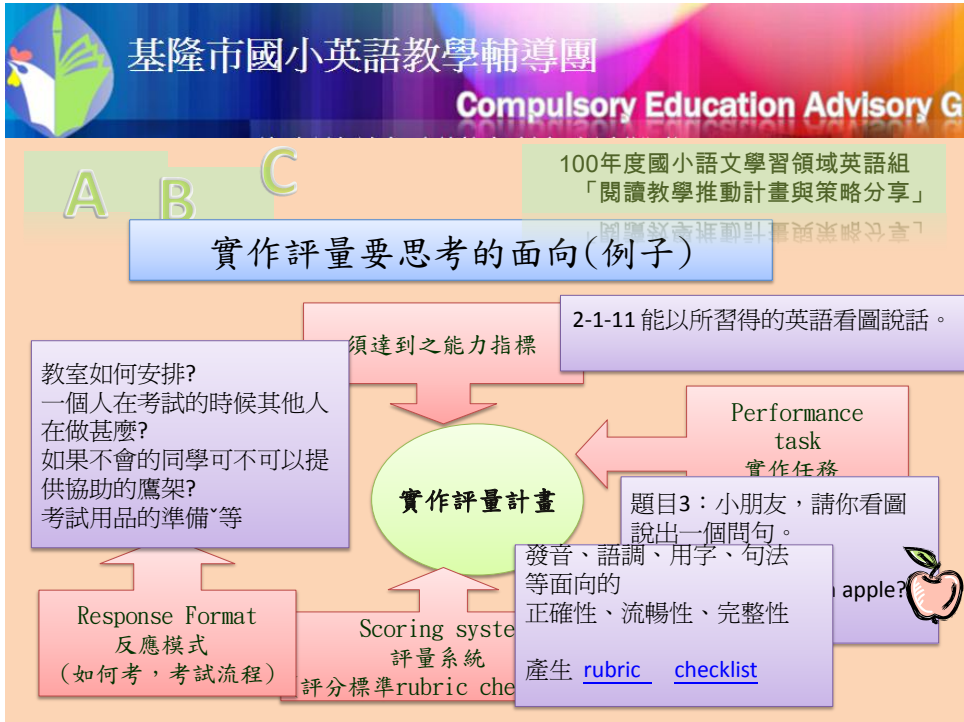 基隆市國小英語教學輔導團
Compulsory Education Advisory G
A B C
100年度國小語文學習領域英語組
「閱讀教學推動計畫與策略分享」
實作評量要思考的面向(例子)
2-1-11 能以所習得的英語看圖說話。
須達到之能力指標
教室如何安排?
一個人在考試的時候其他人
在做甚麼?
如果不會的同學可不可以提
供協助的鷹架?
考試用品的準備ˇ等
Performance
task
實作任務
實作評量計畫
題目3：小朋友，請你看圖
說出一個問句。
apple?
發音、語調、用字、句法
等面向的
正確性、流暢性、完整性
產生 rubric checklist
Response Format
反應模式
(如何考，考試流程)
Scoring syste
評量系統
評分標準rubric che